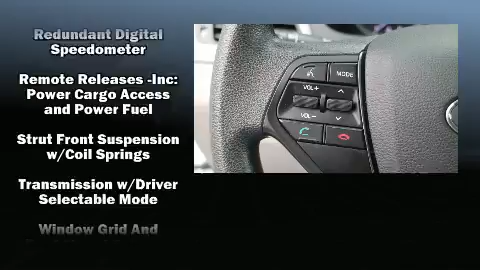 Redundant Digital
Speedometer
Remote Releases -Inc:
Power Cargo Access
and Power Fuel
Strut Front Suspension
w/Coil Springs
Transmission w/Driver
Selectable Mode
Window Grid And
MODE
VOL+
VOL-